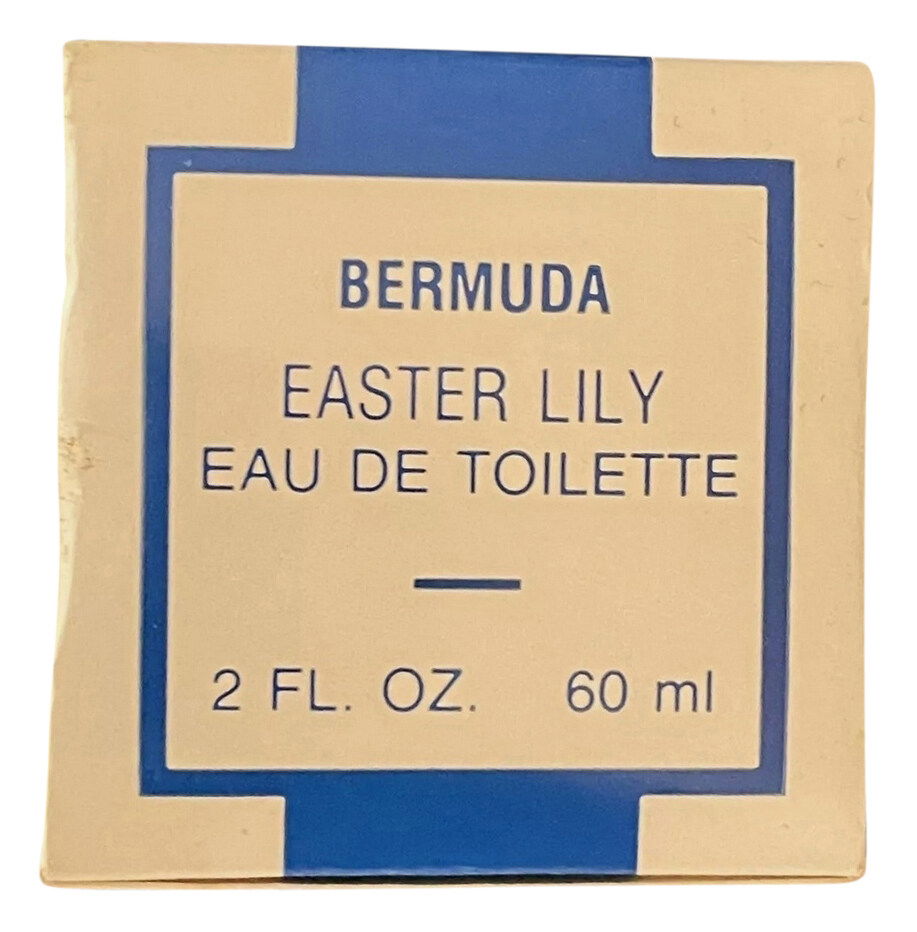 BERMUDA
EASTER LILY
EAU DE TOILETTE
2 FL. OZ. 60 ml